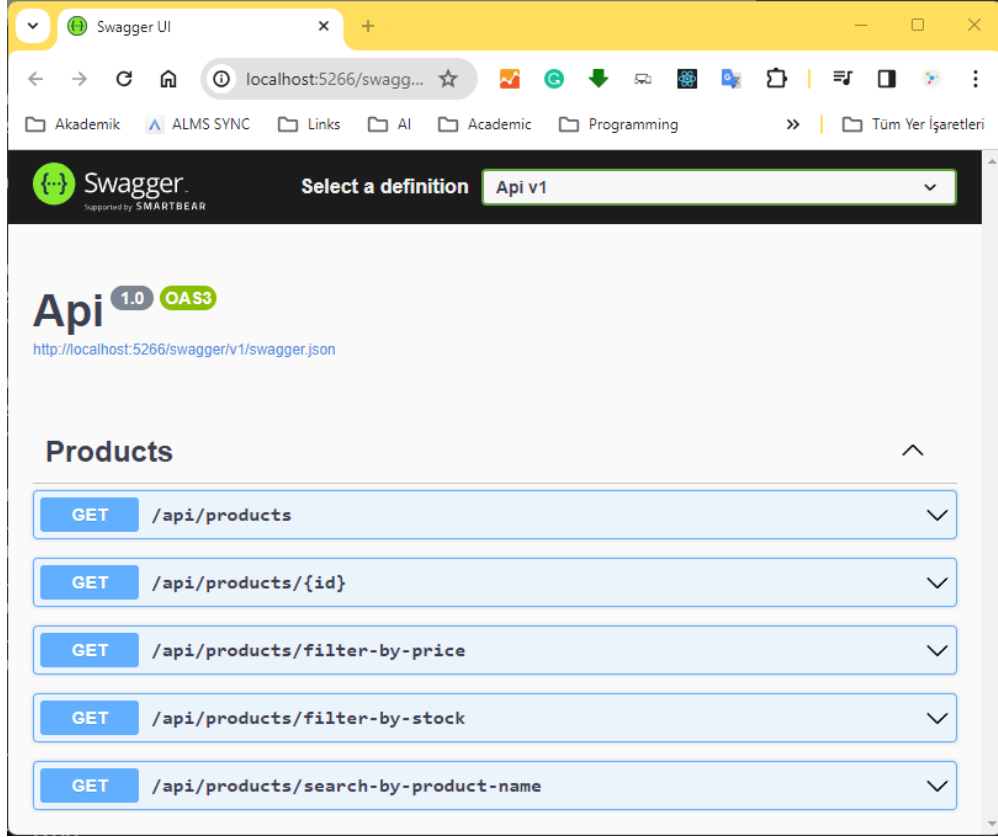 Swagger UI
localhost:5266/swagg...
Akademik ALMS SYNC Links AI Academic Programming Tüm Yer İşaretleri
Swagger.
Supported by SMARTBEAR
Select a definition
Api v1
Api 1.0 OAS3
http://localhost:5266/swagger/v1/swagger.json
Products
GET /api/products
GET /api/products/{id}
GET /api/products/filter-by-price
GET /api/products/filter-by-stock
GET /api/products/search-by-product-name